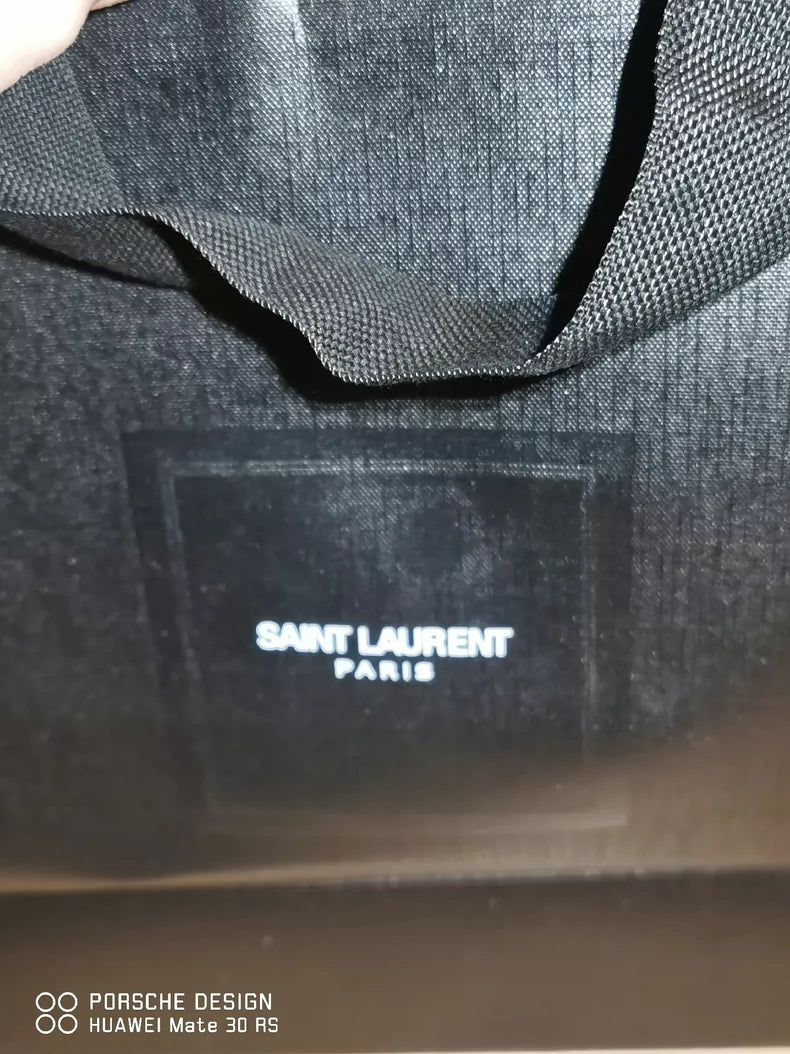 SAINT LAURENT
PARIS
PORSCHE DESIGN
HUAWEI Mate 30 RS